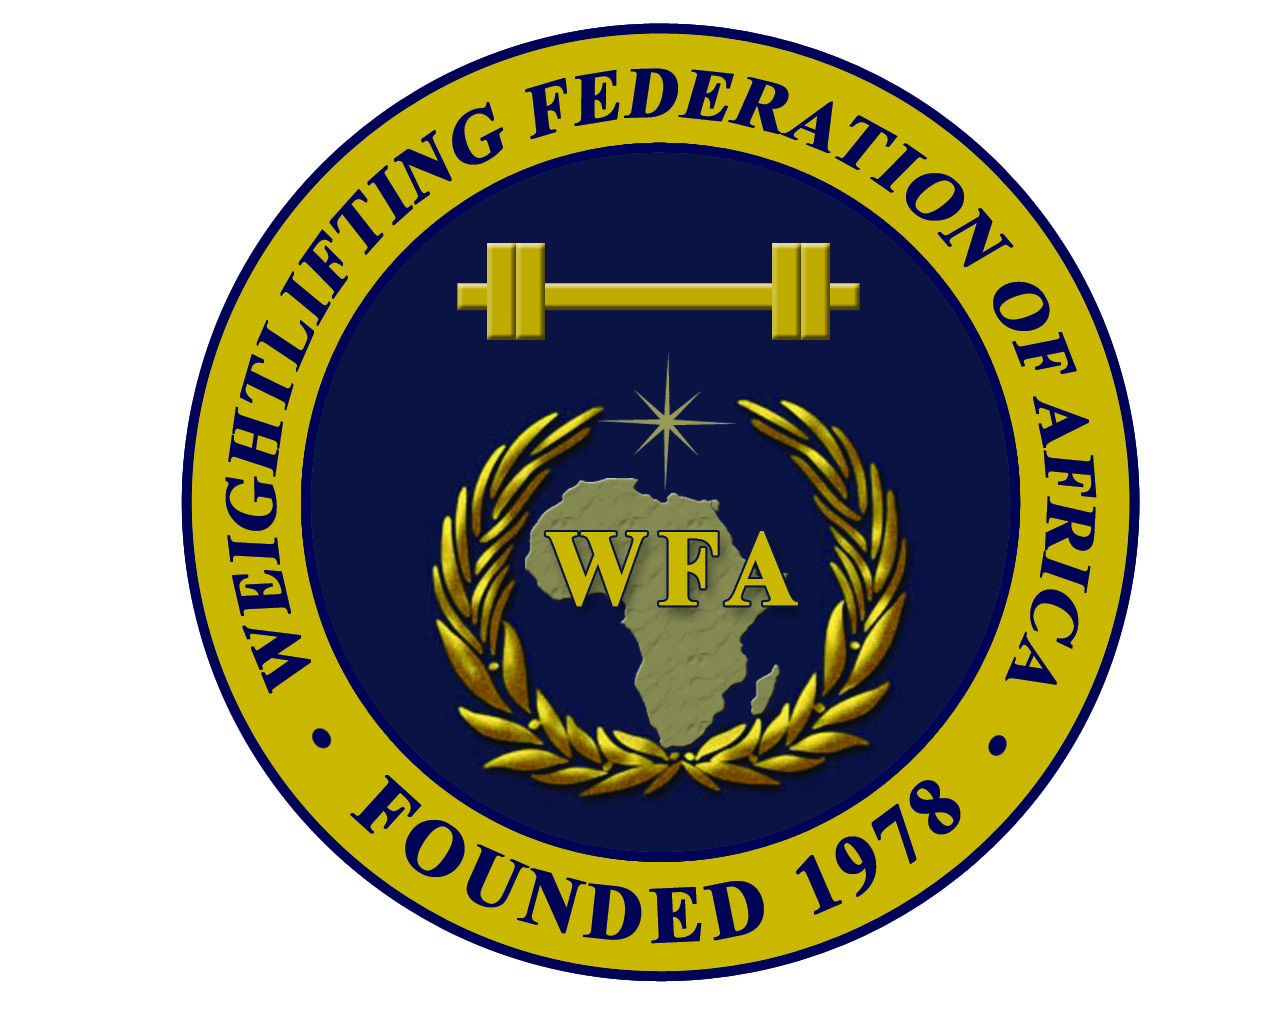 WEIGHTLIFTING FEDERATION OF AFRICA
WFA
• FOUNDED 1978 •